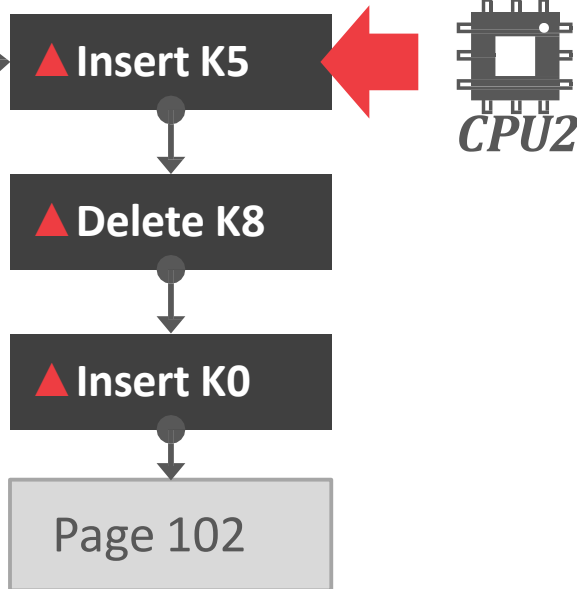 ▲Insert K5
CPU2
▲Delete K8
▲Insert K0
Page 102